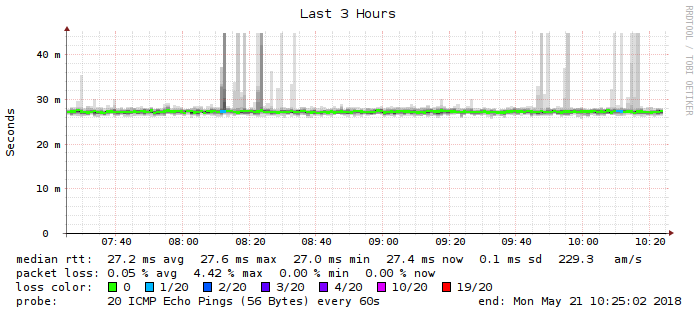 Last 3 Hours
RRDTOOL / TOBI OETIKER
Seconds
40 m
30 m
20 m
10 m
0
07:40 08:00 08:20 08:40 09:00 09:20 09:40 10:00 10:20
median rtt: 27.2 ms avg 27.6 ms max 27.0 ms min 27.4 ms now 0.1 ms sd 229.3 am/s
packet loss: 0.05 % avg 4.42 % max 0.00 % min 0.00 % now
loss color: 0 1/20 2/20 3/20 4/20 10/20 19/20
probe: 20 ICMP Echo Pings (56 Bytes) every 60s end: Mon May 21 10:25:02 2018